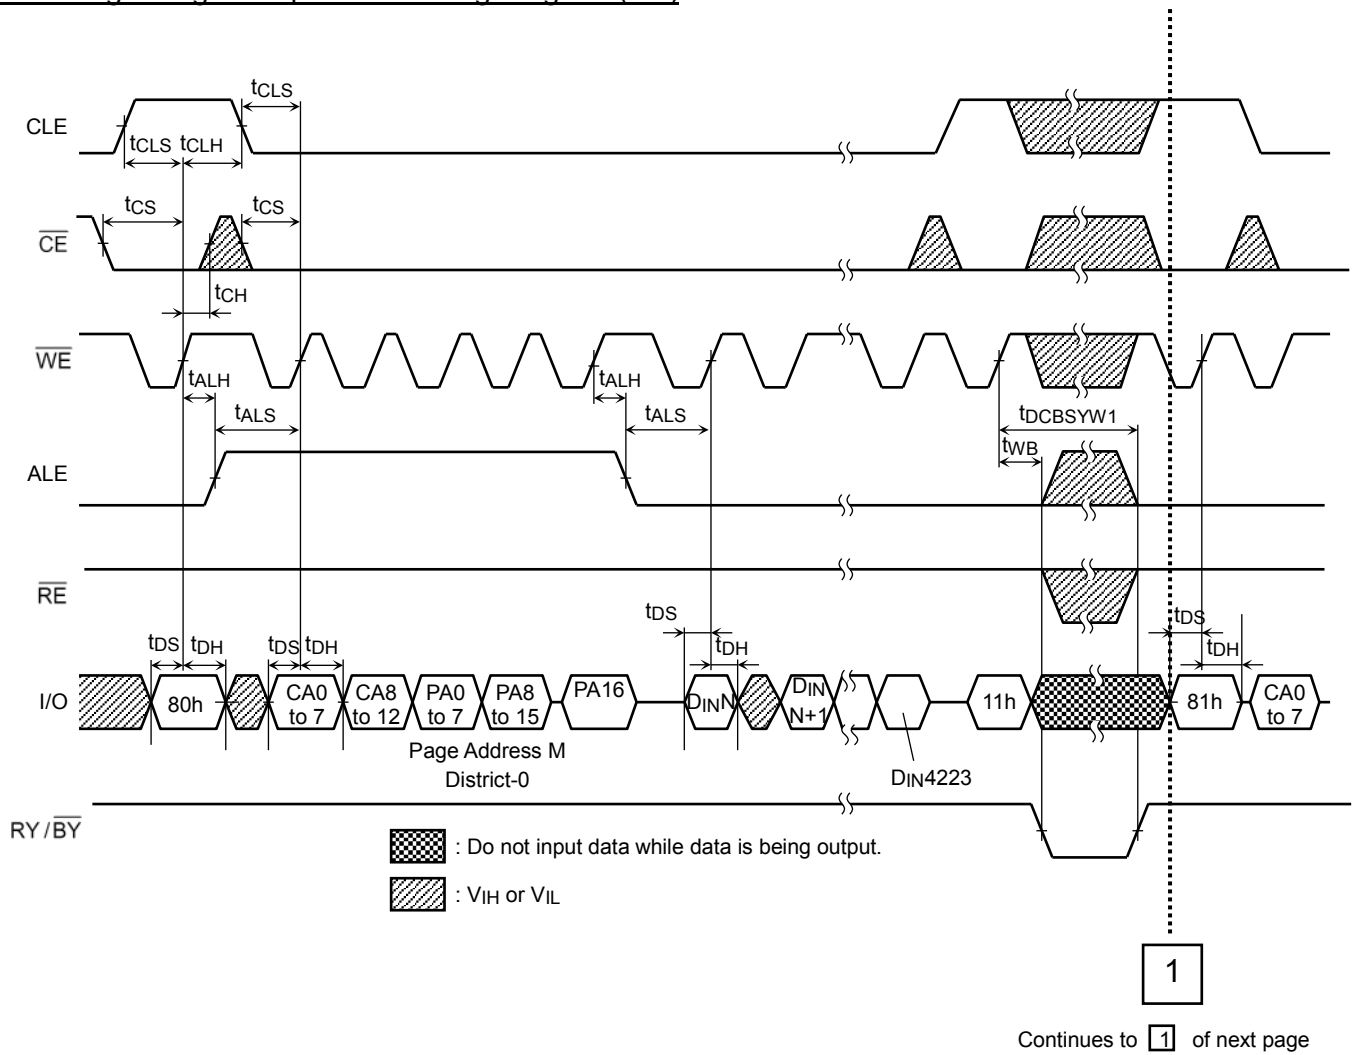 tCLS
CLE
tCLS tCLH
tCS tCS
CE
tCH
WE
tALH tALH
tALS tALS tDCBSYW1
tWB
ALE
RE
tDS tDS
tDS tDH tDS tDH tDH tDH
I/O
80h
CA0 to 7
CA8 to 12
PA0 to 7
PA8 to 15
PA16
DINN
DIN N+1
11h
81h
CA0 to 7
Page Address M
District-0
DIN4223
RY/BY
: Do not input data while data is being output.
: VIH or VIL
1
Continues to 1 of next page